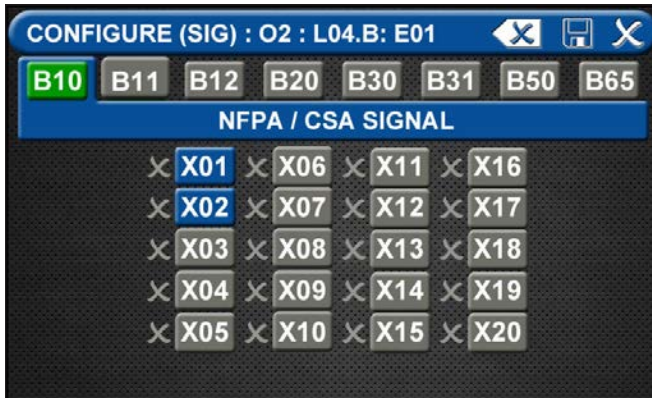 CONFIGURE (SIG) : O2 : L04.B: E01
B10 B11 B12 B20 B30 B31 B50 B65
NFPA / CSA SIGNAL
X01 X06 X11 X16
X02 X07 X12 X17
X03 X08 X13 X18
X04 X09 X14 X19
X05 X10 X15 X20